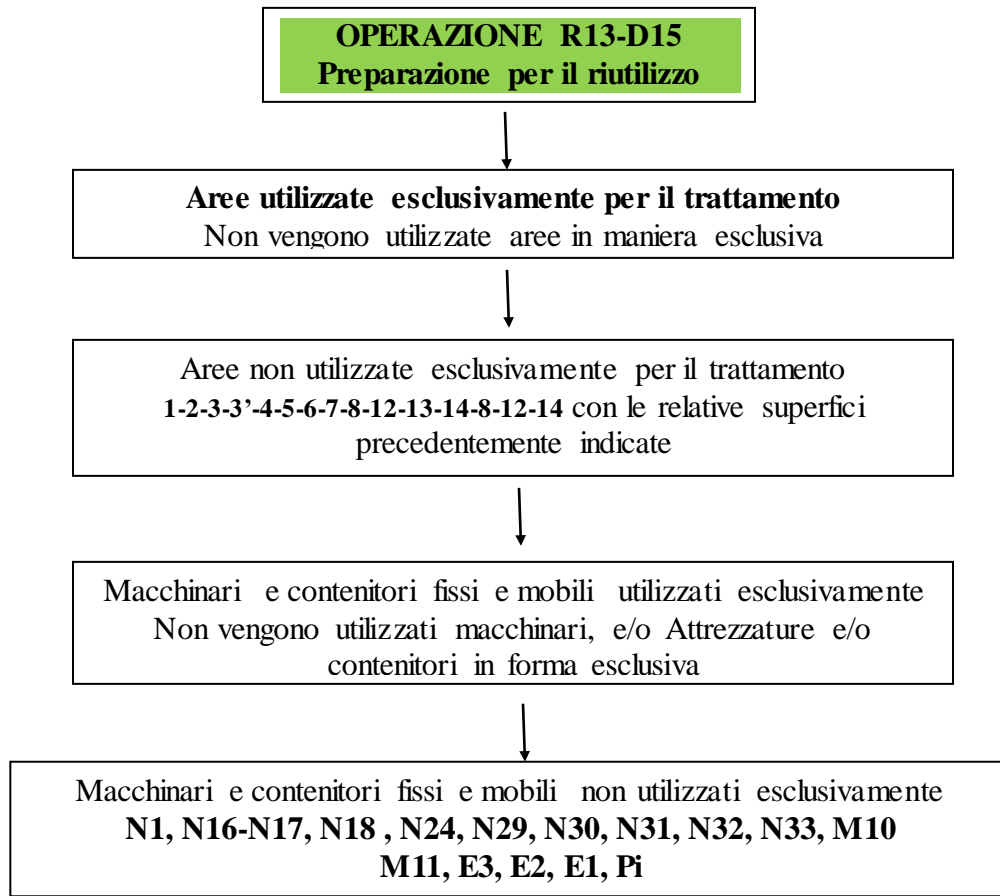 OPERAZIONE R13-D15
Preparazione per il riutilizzo
Aree utilizzate esclusivamente per il trattamento
Non vengono utilizzate aree in maniera esclusiva
Aree non utilizzate esclusivamente per il trattamento
1-2-3-3’-4-5-6-7-8-12-13-14-8-12-14 con le relative superfici
precedentemente indicate
Macchinari e contenitori fissi e mobili utilizzati esclusivamente
Non vengono utilizzati macchinari, e/o Attrezzature e/o
contenitori in forma esclusiva
Macchinari e contenitori fissi e mobili non utilizzati esclusivamente
N1, N16-N17, N18 , N24, N29, N30, N31, N32, N33, M10
M11, E3, E2, E1, Pi